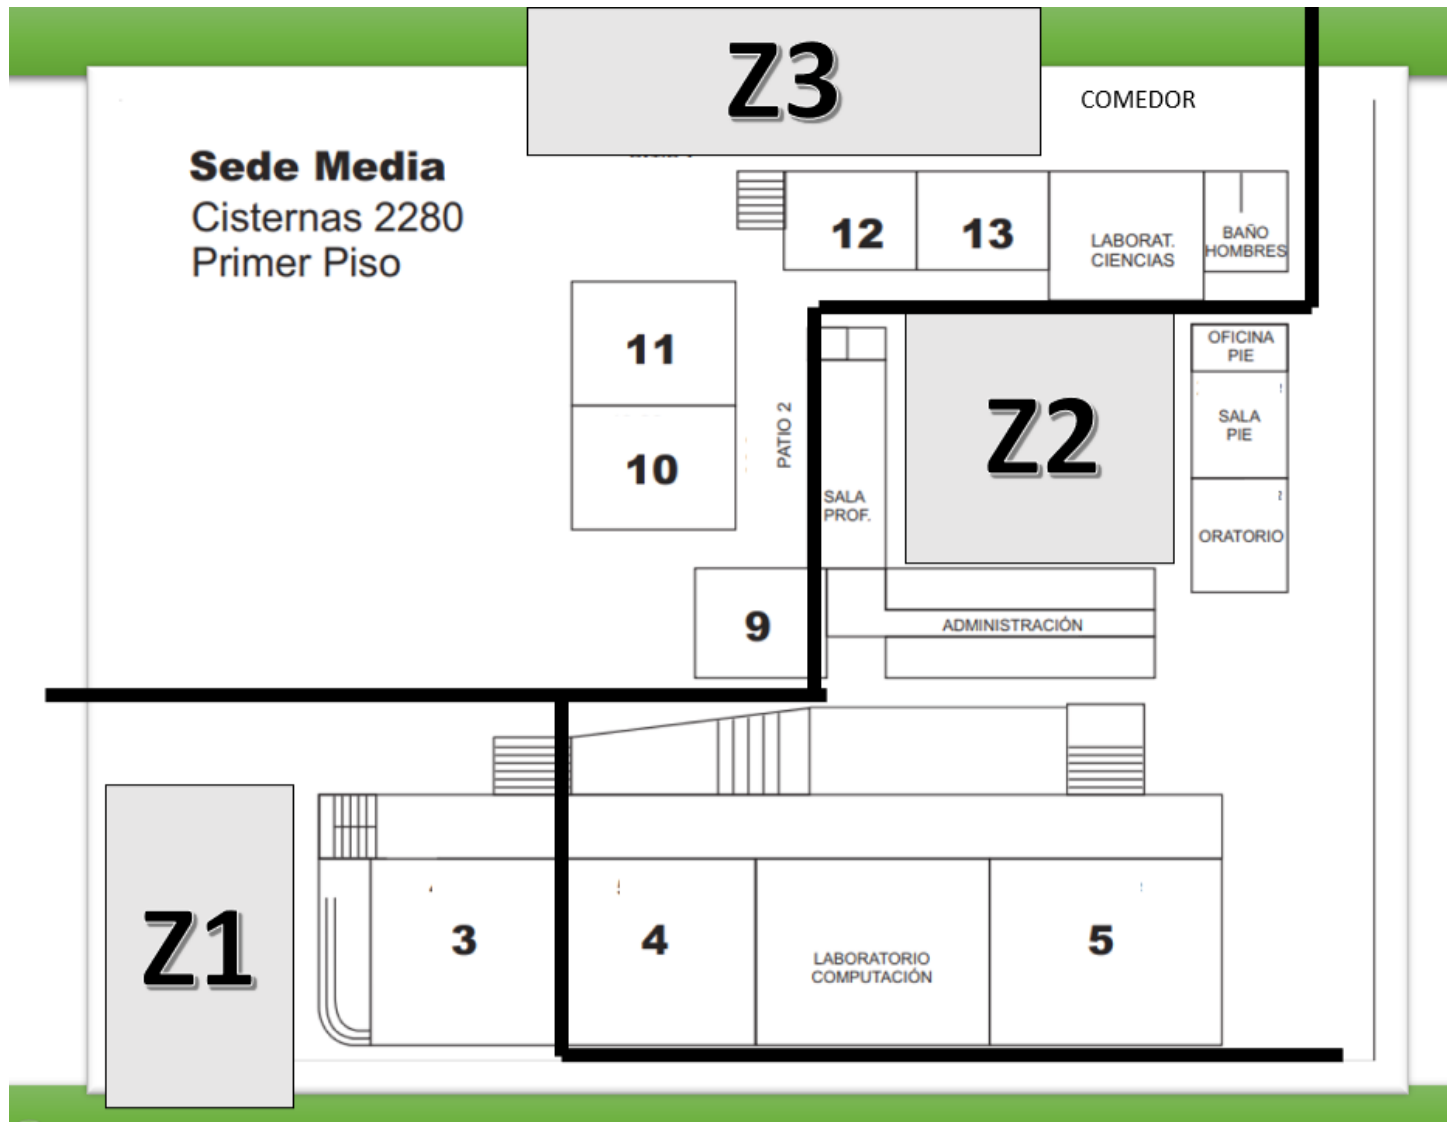 Z3
COMEDOR
Sede Media
Cisternas 2280
Primer Piso
12
13
LABORAT.
CIENCIAS
BAÑO
HOMBRES
11
10
PATIO 2
SALA
PROF.
Z2
OFICINA
PIE
SALA
PIE
ORATORIO
9
ADMINISTRACIÓN
Z1
3
4
LABORATORIO
COMPUTACIÓN
5